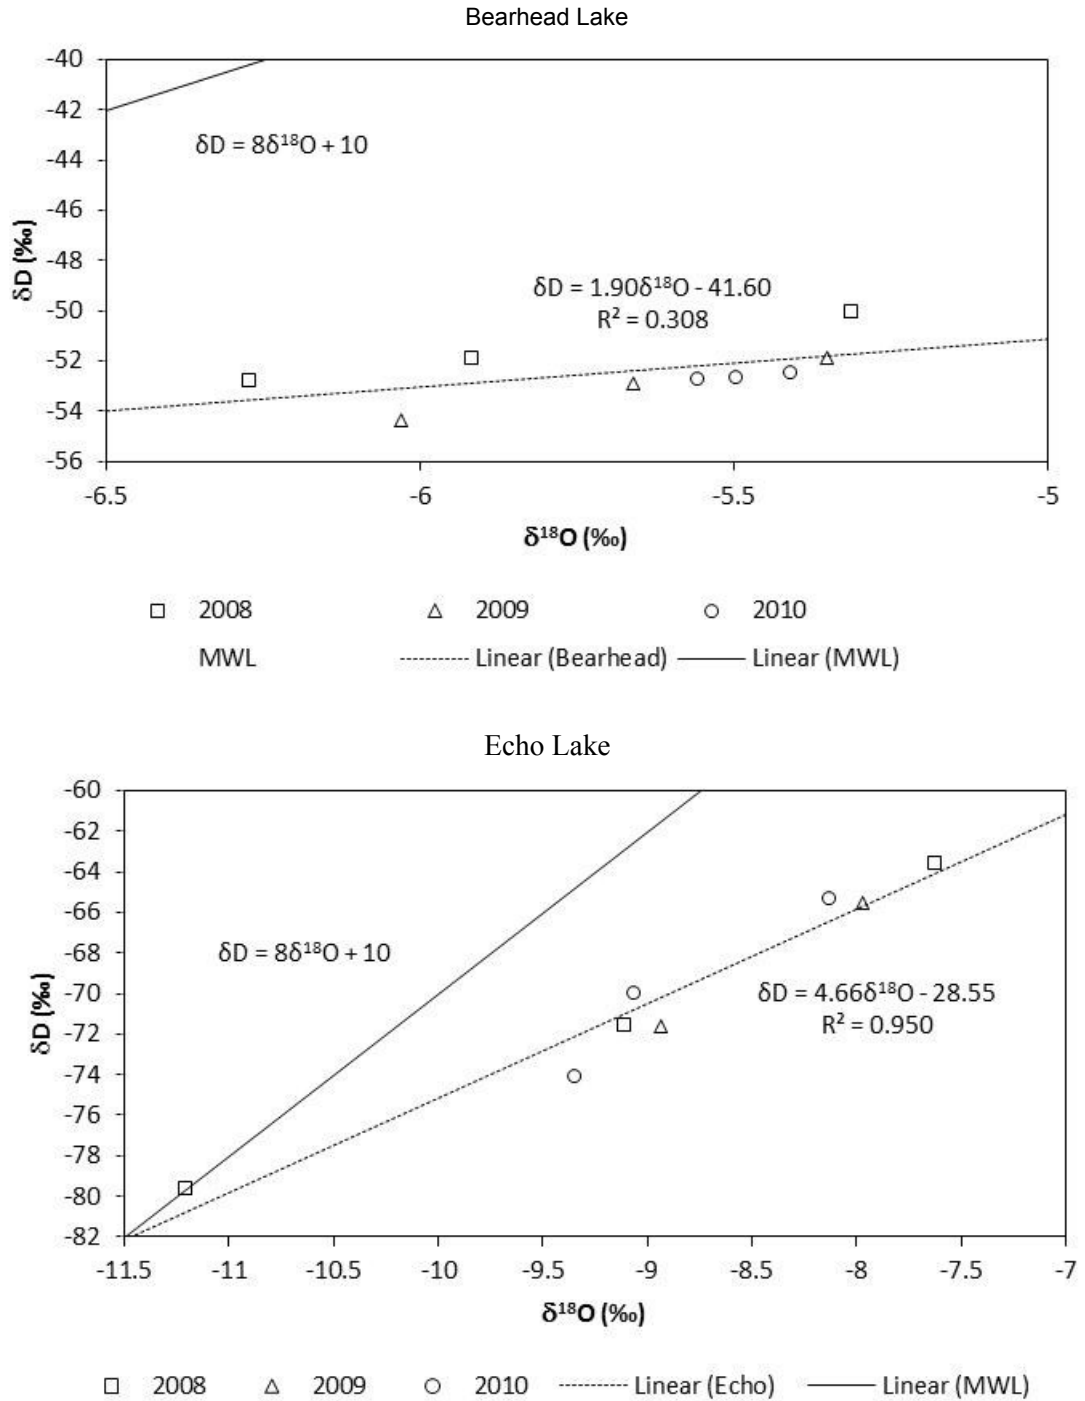 Bearhead Lake
-40
-42
-44
-46
-48
-50
-52
-54
-56
δD (‰)
δD = 8δ¹⁸O + 10
δD = 1.90δ¹⁸O - 41.60
R² = 0.308
-6.5 -6 -5.5 -5
δ¹⁸O (‰)
2008 2009 2010
MWL Linear (Bearhead) Linear (MWL)
Echo Lake
-60
-62
-64
-66
-68
-70
-72
-74
-76
-78
-80
-82
δD (‰)
δD = 8δ¹⁸O + 10
δD = 4.66δ¹⁸O - 28.55
R² = 0.950
-11.5 -11 -10.5 -10 -9.5 -9 -8.5 -8 -7.5 -7
δ¹⁸O (‰)
2008 2009 2010 Linear (Echo) Linear (MWL)